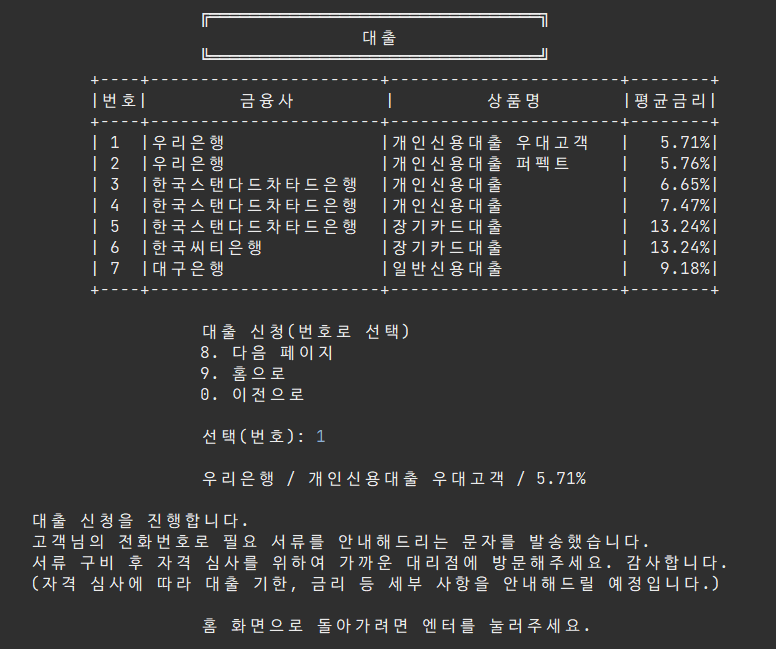 대출
번호 금융사 상품명 평균금리
1 우리은행 개인신용대출 우대고객 5.71%
2 우리은행 개인신용대출 퍼펙트 5.76%
3 한국스탠다드차타드은행 개인신용대출 6.65%
4 한국스탠다드차타드은행 개인신용대출 7.47%
5 한국스탠다드차타드은행 장기카드대출 13.24%
6 한국씨티은행 장기카드대출 13.24%
7 대구은행 일반신용대출 9.18%
대출 신청(번호로 선택)
8. 다음 페이지
9. 홈으로
0. 이전으로
선택(번호): 1
우리은행 / 개인신용대출 우대고객 / 5.71%
대출 신청을 진행합니다.
고객님의 전화번호로 필요 서류를 안내해드리는 문자를 발송했습니다.
서류 구비 후 자격 심사를 위하여 가까운 대리점에 방문해주세요. 감사합니다.
(자격 심사에 따라 대출 기한, 금리 등 세부 사항을 안내해드릴 예정입니다.)
홈 화면으로 돌아가려면 엔터를 눌러주세요.